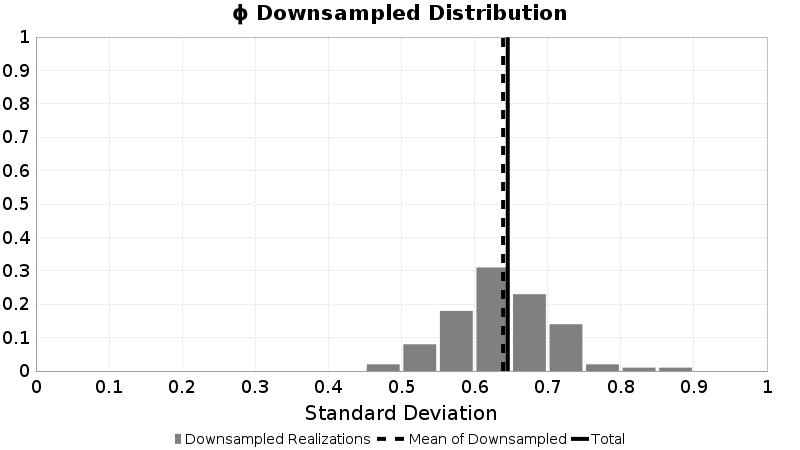 ϕ Downsampled Distribution
1
0.9
0.8
0.7
0.6
0.5
0.4
0.3
0.2
0.1
0
0 0.1 0.2 0.3 0.4 0.5 0.6 0.7 0.8 0.9 1
Standard Deviation
Downsampled Realizations Mean of Downsampled Total